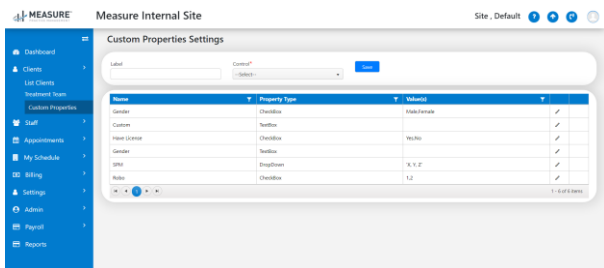 MEASURE
Measure Internal Site
Site , Default
Dashboard
Clients
List Clients
Treatment Team
Custom Properties
Staff
Appointments
My Schedule
Billing
Settings
Admin
Payroll
Reports
Custom Properties Settings
Label
Control*
--Select--
Save
Name Property Type Value(s)
Gender CheckBox Male,Female
Custom TextBox
Have License CheckBox Yes,No
Gender TextBox
DropDown 'X, Y, Z'
CheckBox 1,2
1
1 - 6 of 6 items